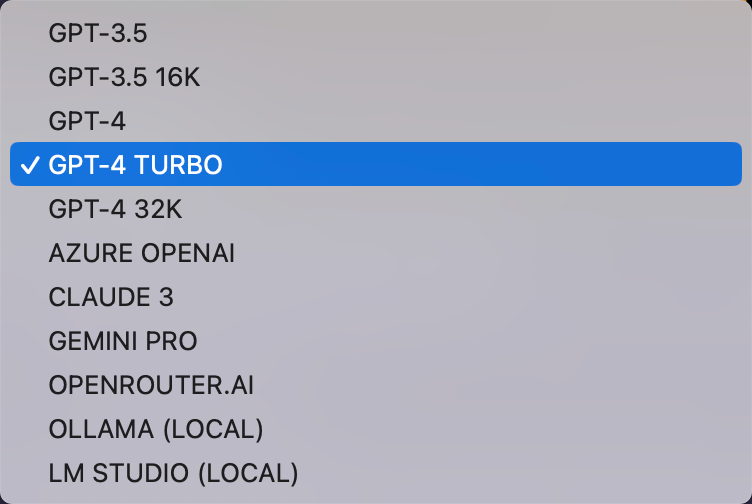 GPT-3.5
GPT-3.5 16K
GPT-4
✓ GPT-4 TURBO
GPT-4 32K
AZURE OPENAI
CLAUDE 3
GEMINI PRO
OPENROUTER.AI
OLLAMA (LOCAL)
LM STUDIO (LOCAL)